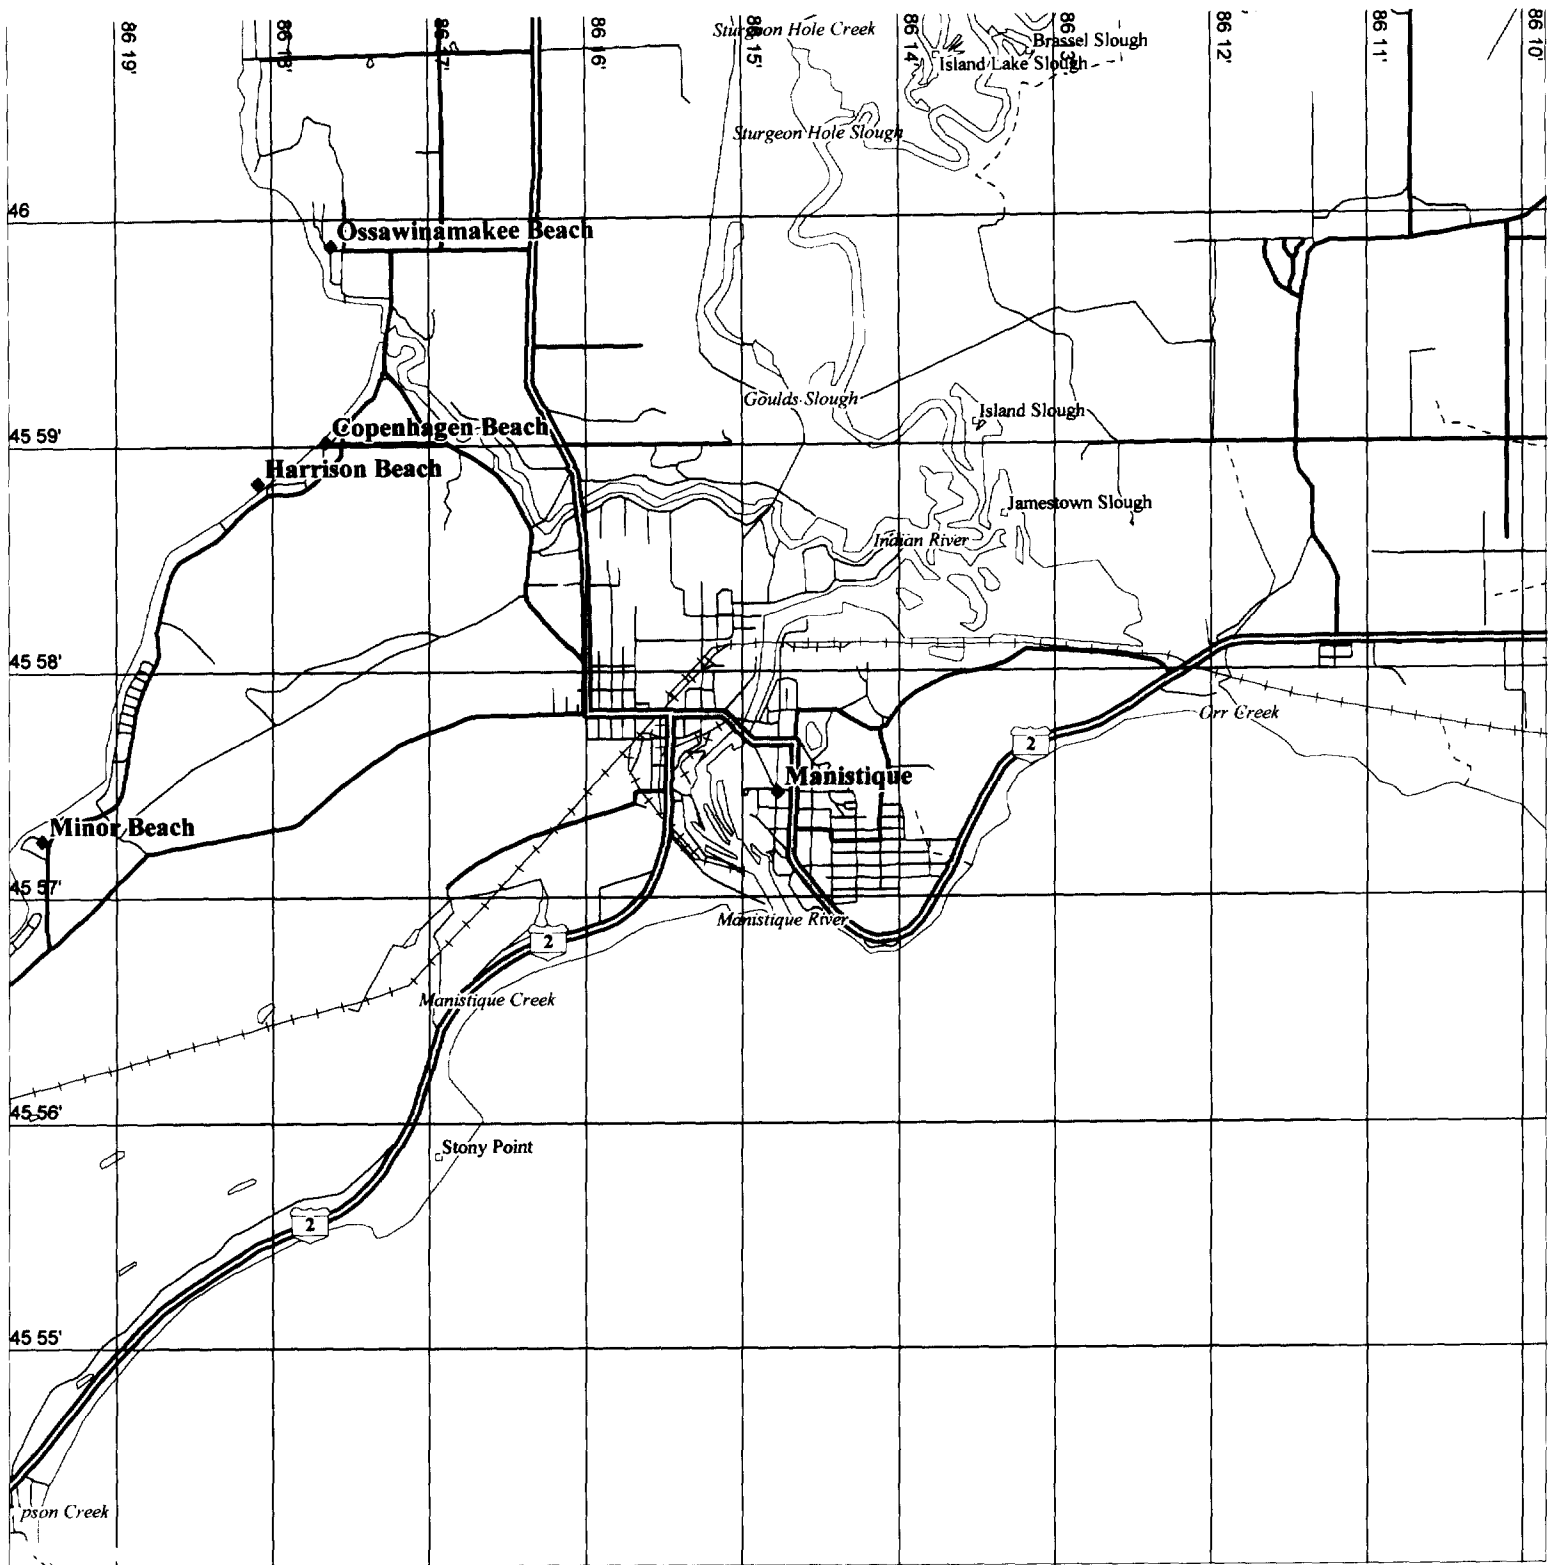 86 19'
86 18'
86 17'
86 16'
86 15'
86 14'
86 13'
86 12'
86 11'
86 10'
Sturgeon Hole Creek
Brassel Slough
Island Lake Slough
Sturgeon Hole Slough
46
Ossawinamakee Beach
Goulds Slough
Island Slough
45 59'
Copenhagen Beach
Harrison Beach
Jamestown Slough
Indian River
45 58'
Orr Creek
2
Manistique
Minor Beach
45 57'
Manistique River
2
Manistique Creek
45 56'
Stony Point
2
45 55'
pson Creek